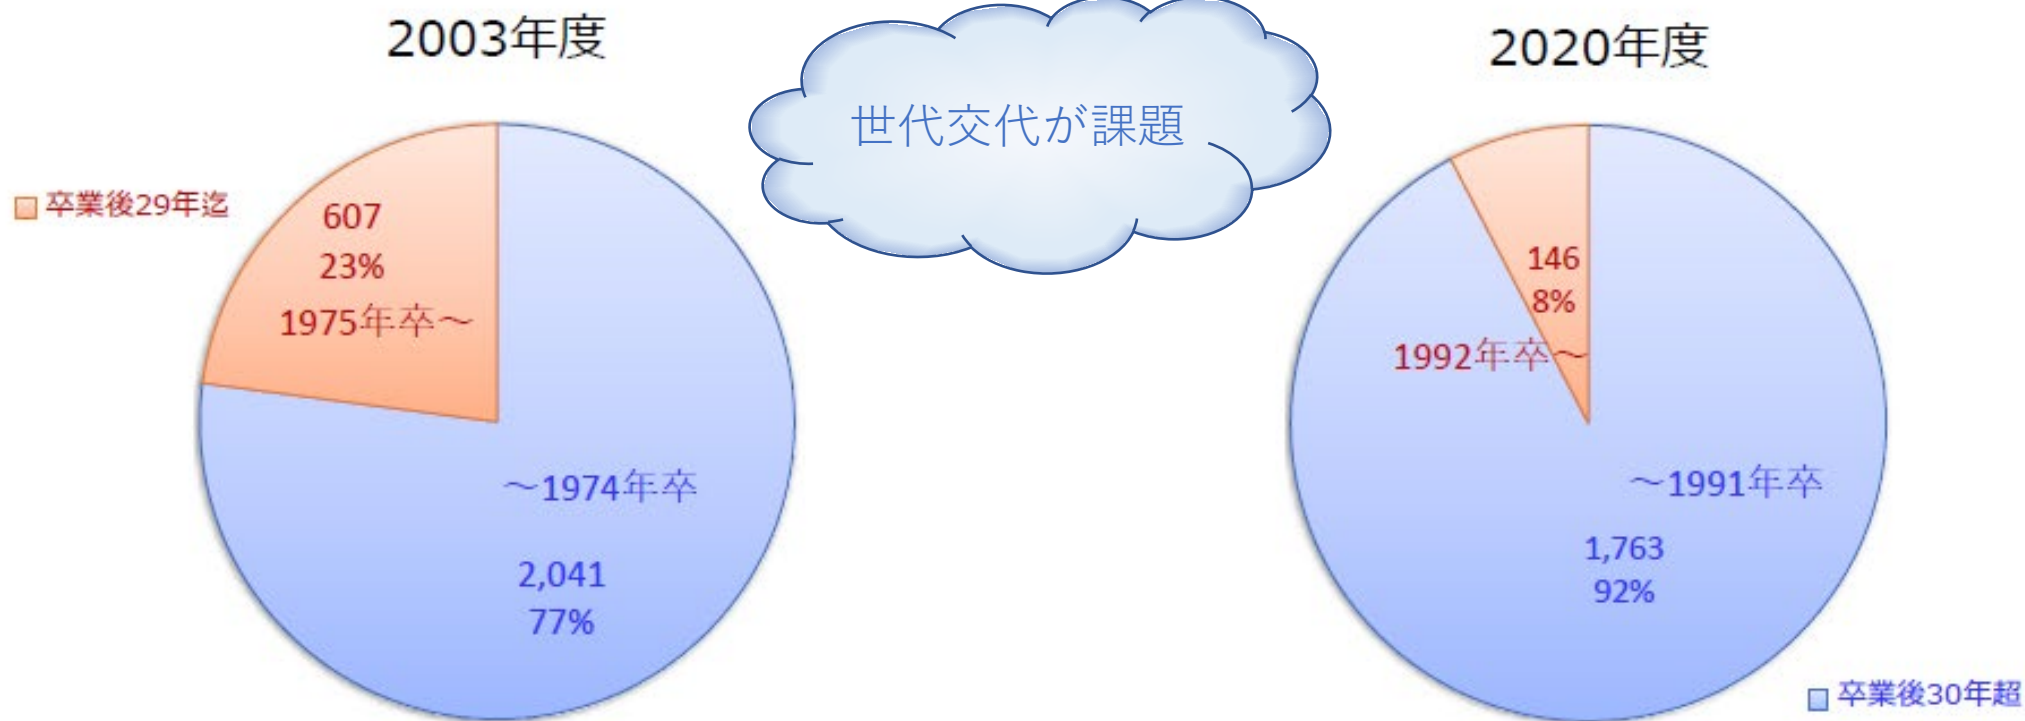 2003年度
世代交代が課題
2020年度
卒業後29年迄
607
23%
1975年卒～
～1974年卒
2,041
77%
146
8%
1992年卒～
～1991年卒
1,763
92%
卒業後30年超